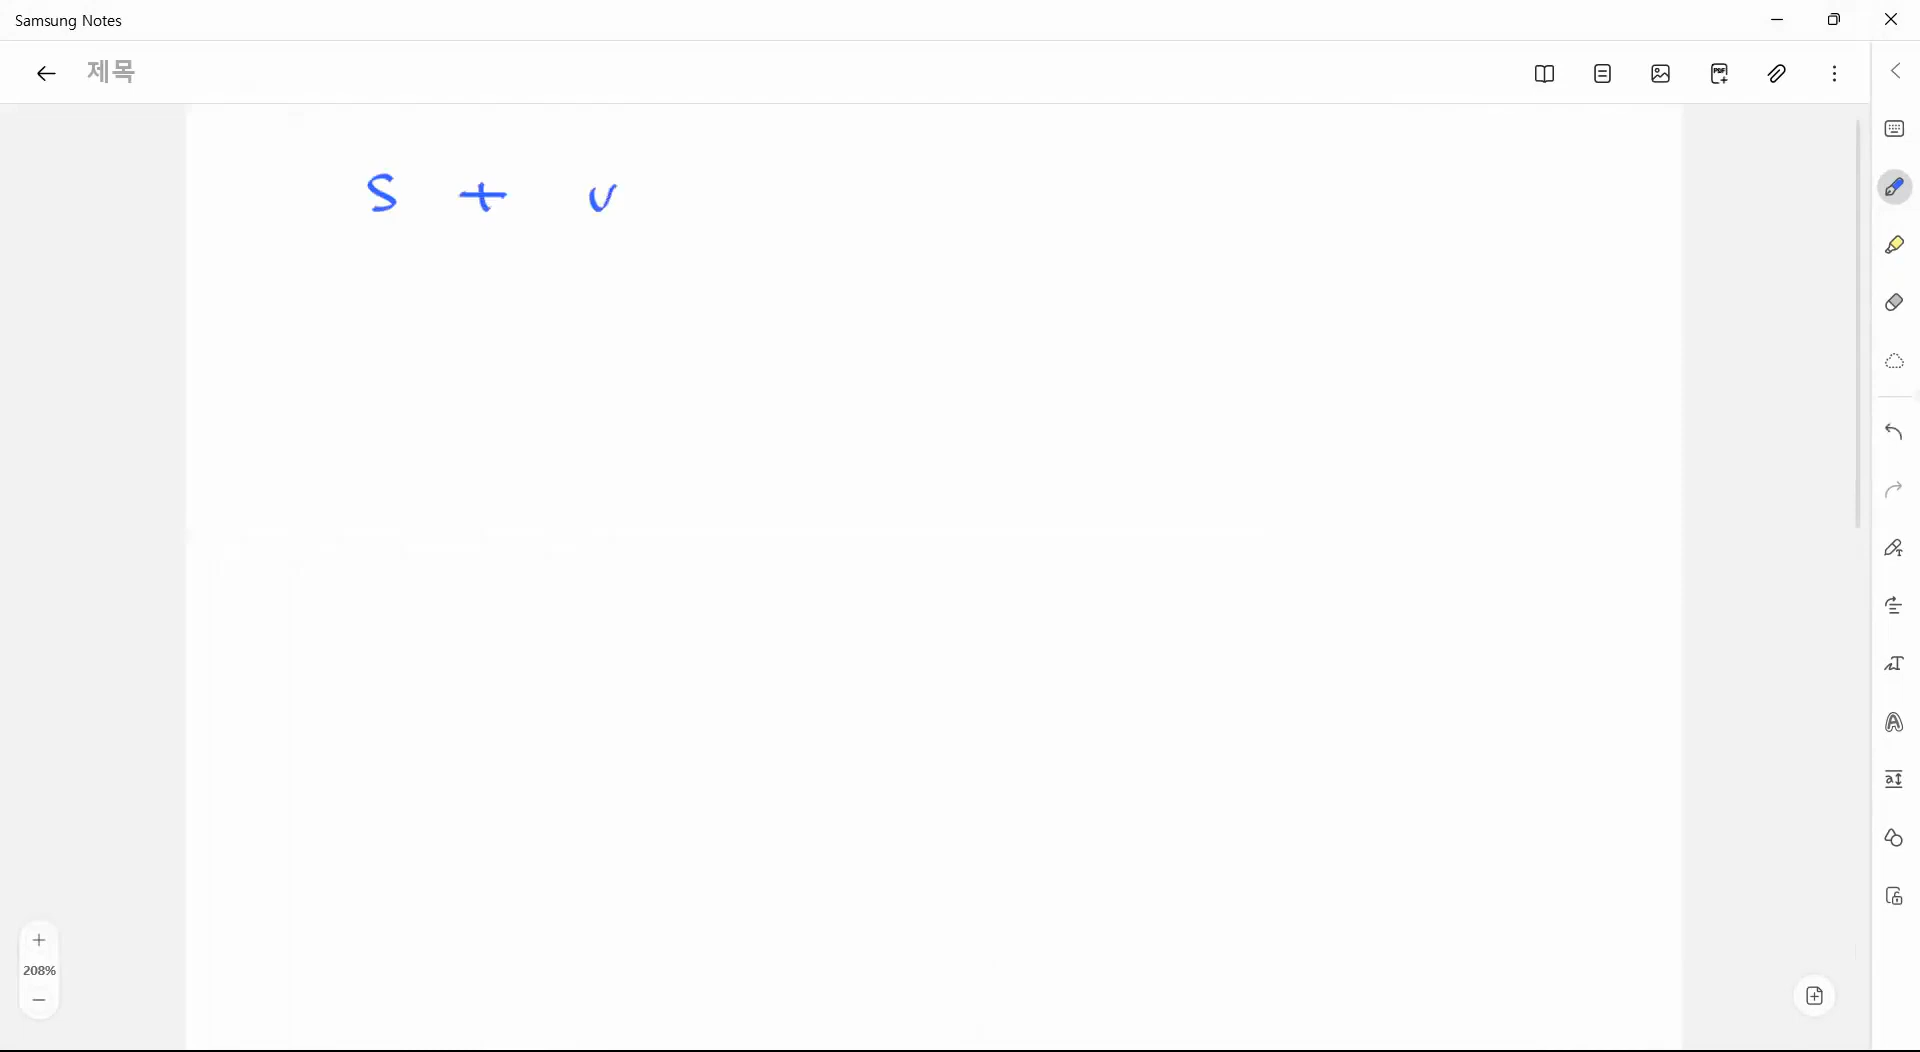 Samsung Notes
제목
s + v
208%